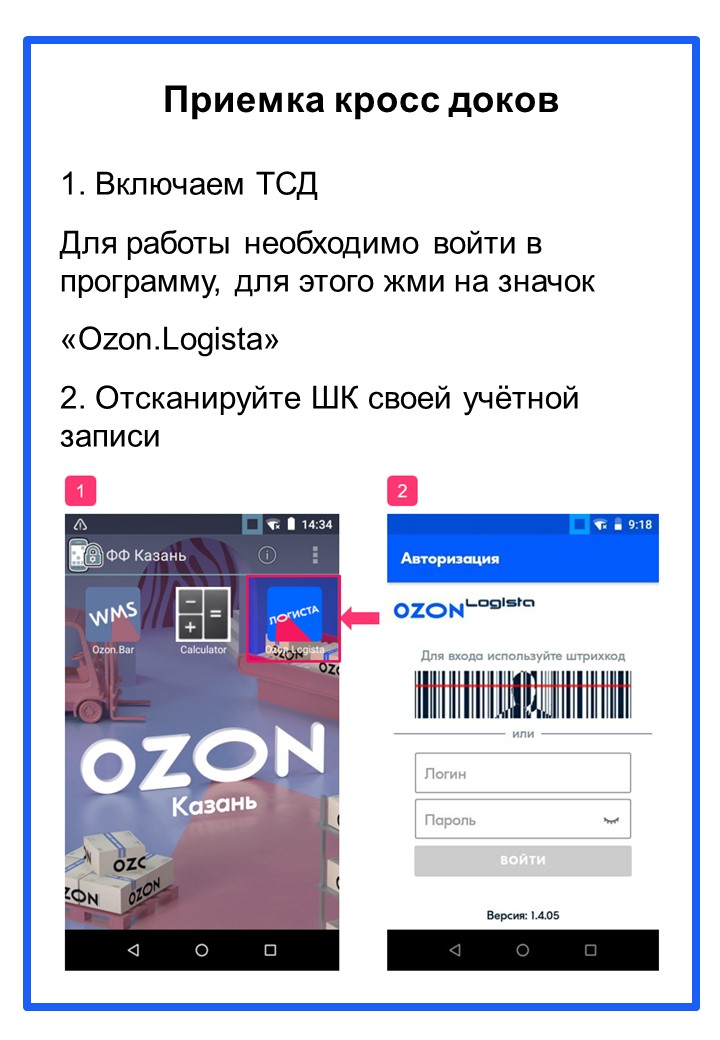 Приемка кросс доков
1. Включаем ТСД
Для работы необходимо войти в
программу, для этого жми на значок
«Ozon.Logista»
2. Отсканируйте ШК своей учётной
записи
1
14:34
ФФ Казань
WMS
Ozon.Bar
Calculator
ЛОГИСТА
Ozon.Logista
OZON
OZON
Казань
OZO
OZON
OZON
2
9:18
Авторизация
OZON Logista
Для входа используйте штрихкод
или
Логин
Пароль
ВОЙТИ
Версия: 1.4.05